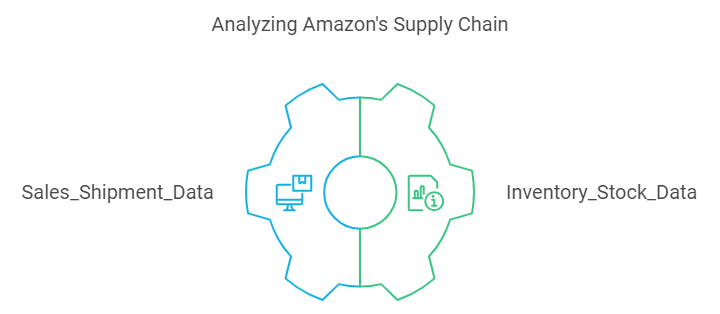 Analyzing Amazon's Supply Chain
Sales_Shipment_Data
Inventory_Stock_Data